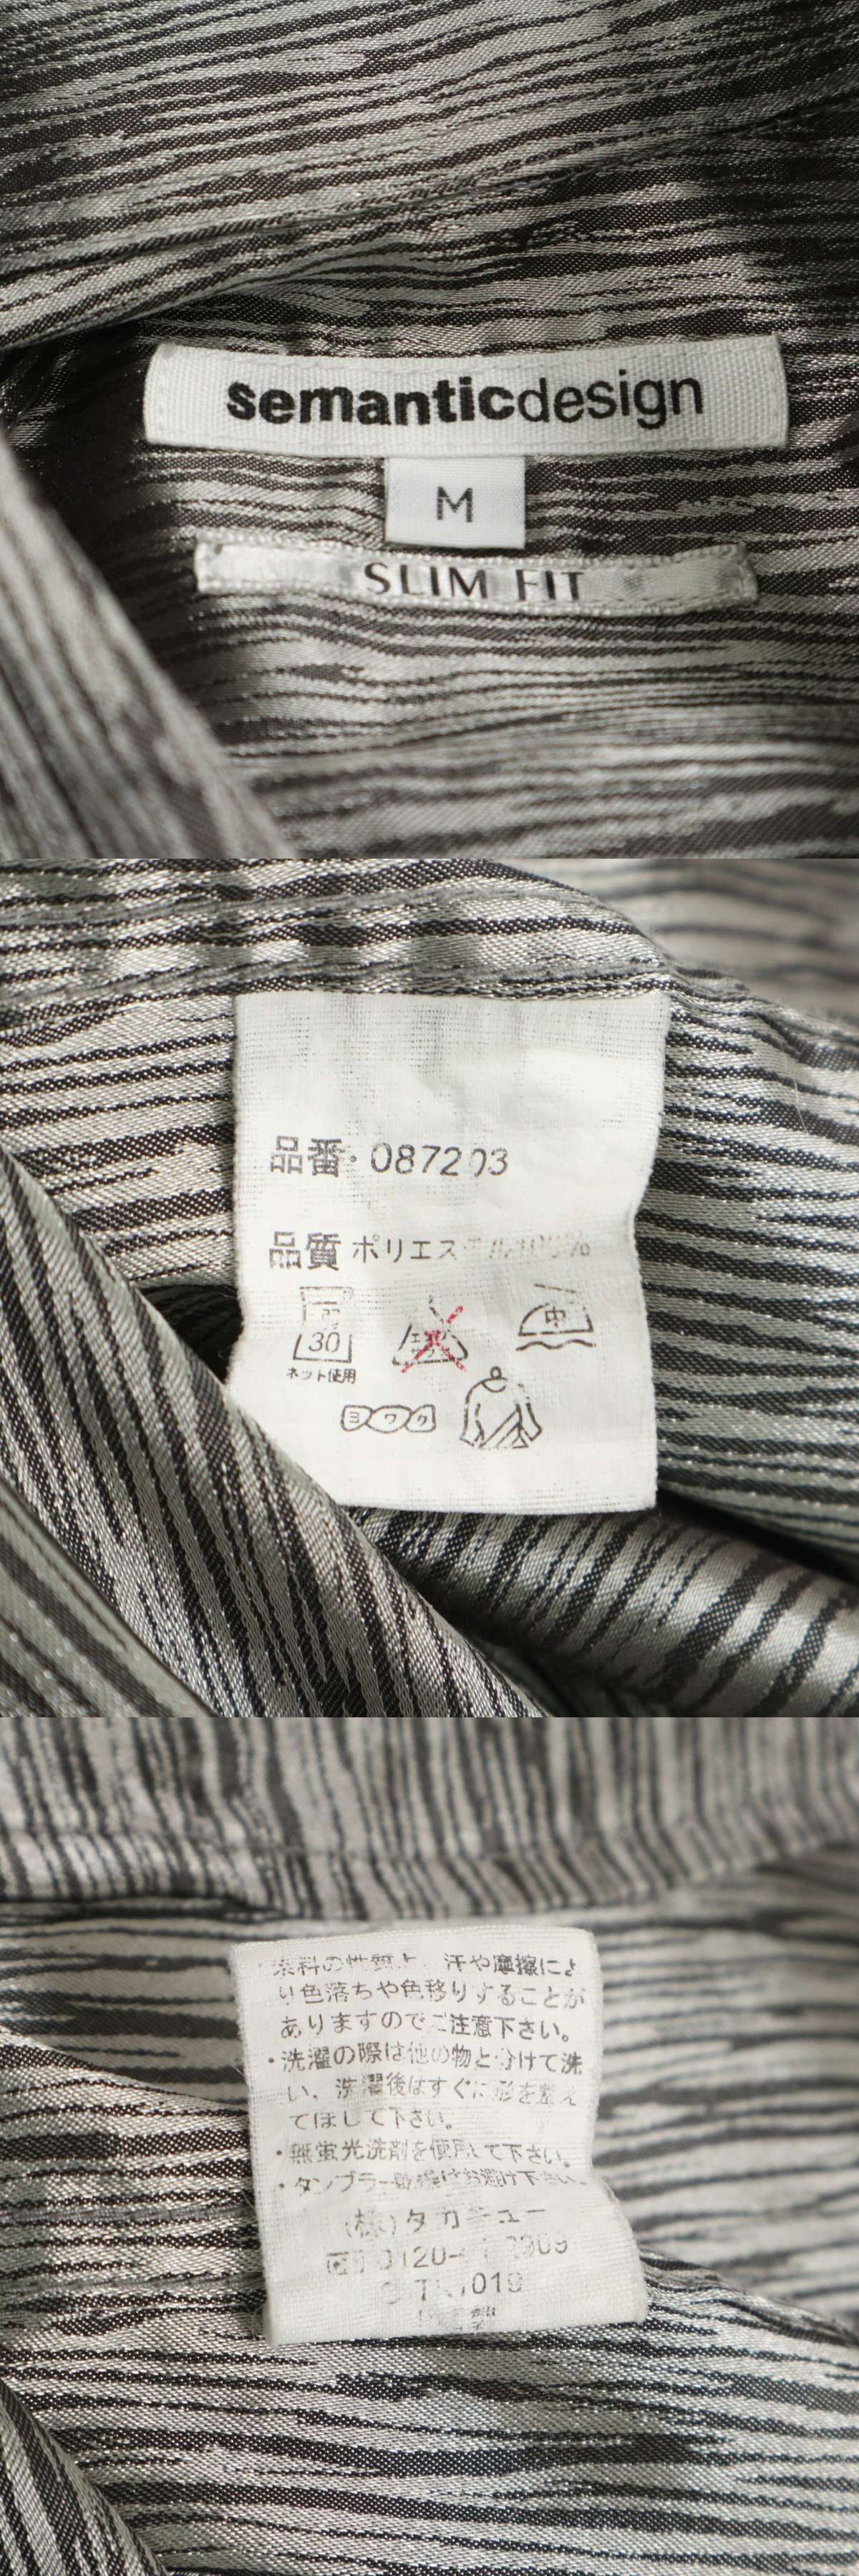 semanticdesign
M
SLIM FIT
品番 087203
品質 ポリエステル100%
30
中
ネット使用
ヨワク
染料の性質上、汗や摩擦によ
り色落ちや色移りすることが
ありますのでご注意下さい。
・洗濯の際は他の物と分けて洗
い、洗濯後はすぐに形を整え
てほして下さい。
・無蛍光洗剤を使用して下さい。
・タンブラー乾燥はお避け下さい。
(株)タカキュー
0120-